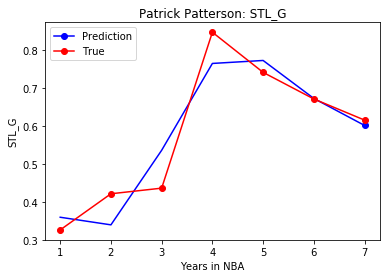 Patrick Patterson: STL_G
Prediction
True
0.8
0.7
0.6
0.5
0.4
0.3
STL_G
1 2 3 4 5 6 7
Years in NBA